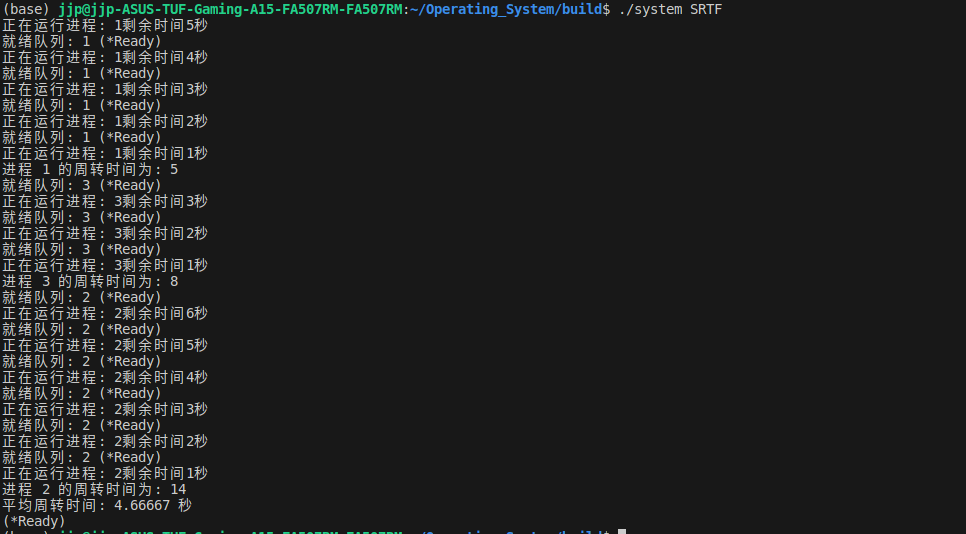 (base) jjp@jjp-ASUS-TUF-Gaming-A15-FA507RM-FA507RM:~/Operating_System/build$ ./system SRTF
正在运行进程: 1剩余时间5秒
就绪队列: 1 (*Ready)
正在运行进程: 1剩余时间4秒
就绪队列: 1 (*Ready)
正在运行进程: 1剩余时间3秒
就绪队列: 1 (*Ready)
正在运行进程: 1剩余时间2秒
就绪队列: 1 (*Ready)
正在运行进程: 1剩余时间1秒
进程 1 的周转时间为: 5
就绪队列: 3 (*Ready)
正在运行进程: 3剩余时间3秒
就绪队列: 3 (*Ready)
正在运行进程: 3剩余时间2秒
就绪队列: 3 (*Ready)
正在运行进程: 3剩余时间1秒
进程 3 的周转时间为: 8
就绪队列: 2 (*Ready)
正在运行进程: 2剩余时间6秒
就绪队列: 2 (*Ready)
正在运行进程: 2剩余时间5秒
就绪队列: 2 (*Ready)
正在运行进程: 2剩余时间4秒
就绪队列: 2 (*Ready)
正在运行进程: 2剩余时间3秒
就绪队列: 2 (*Ready)
正在运行进程: 2剩余时间2秒
就绪队列: 2 (*Ready)
正在运行进程: 2剩余时间1秒
进程 2 的周转时间为: 14
平均周转时间: 4.66667 秒
(*Ready)